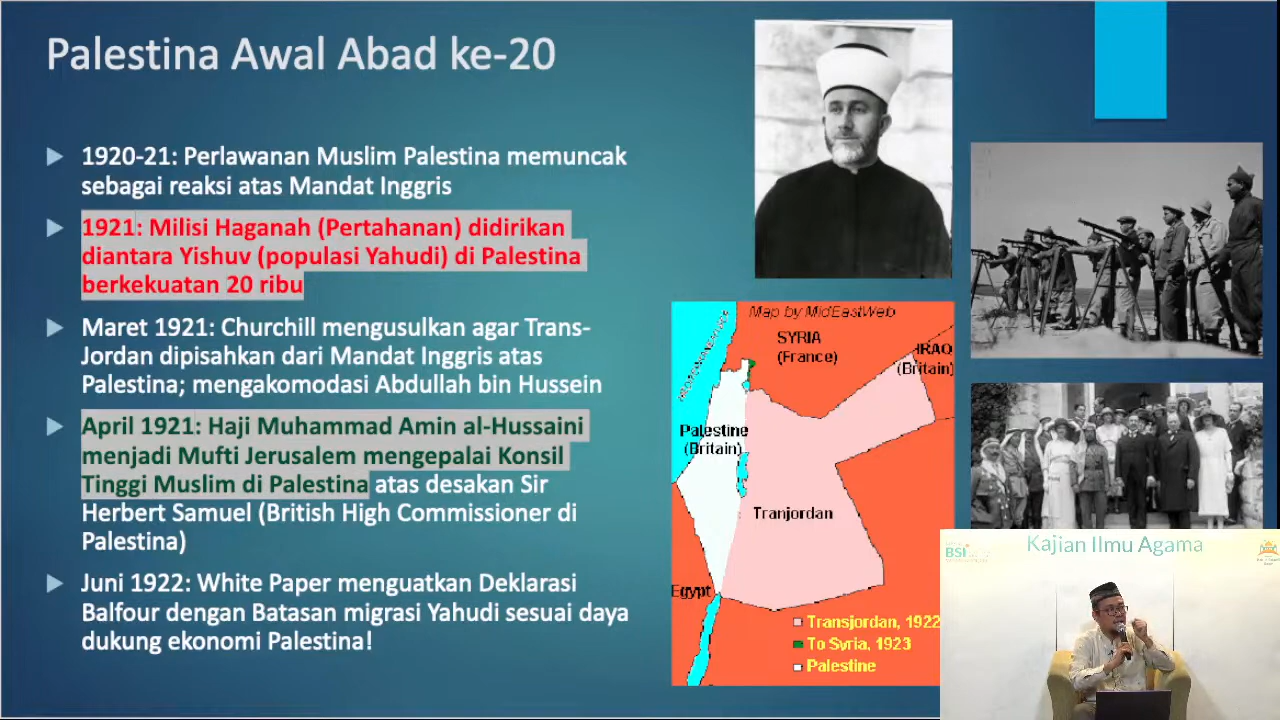 Palestina Awal Abad ke-20
1920-21: Perlawanan Muslim Palestina memuncak
sebagai reaksi atas Mandat Inggris
1921: Milisi Haganah (Pertahanan) didirikan
diantara Yishuv (populasi Yahudi) di Palestina
berkekuatan 20 ribu
Maret 1921: Churchill mengusulkan agar Trans-
Jordan dipisahkan dari Mandat Inggris atas
Palestina; mengakomodasi Abdullah bin Hussein
April 1921: Haji Muhammad Amin al-Hussaini
menjadi Mufti Jerusalem mengepalai Konsil
Tinggi Muslim di Palestina atas desakan Sir
Herbert Samuel (British High Commissioner di
Palestina)
Juni 1922: White Paper menguatkan Deklarasi
Balfour dengan Batasan migrasi Yahudi sesuai daya
dukung ekonomi Palestina!
Map by MidEastWeb
SYRIA
(France)
IRAQ
(Britain)
Palestine
(Britain)
Tranjordan
Egypt
Transjordan, 1922
To Syria, 1923
Palestine
Kajian Ilmu Agama
BSI